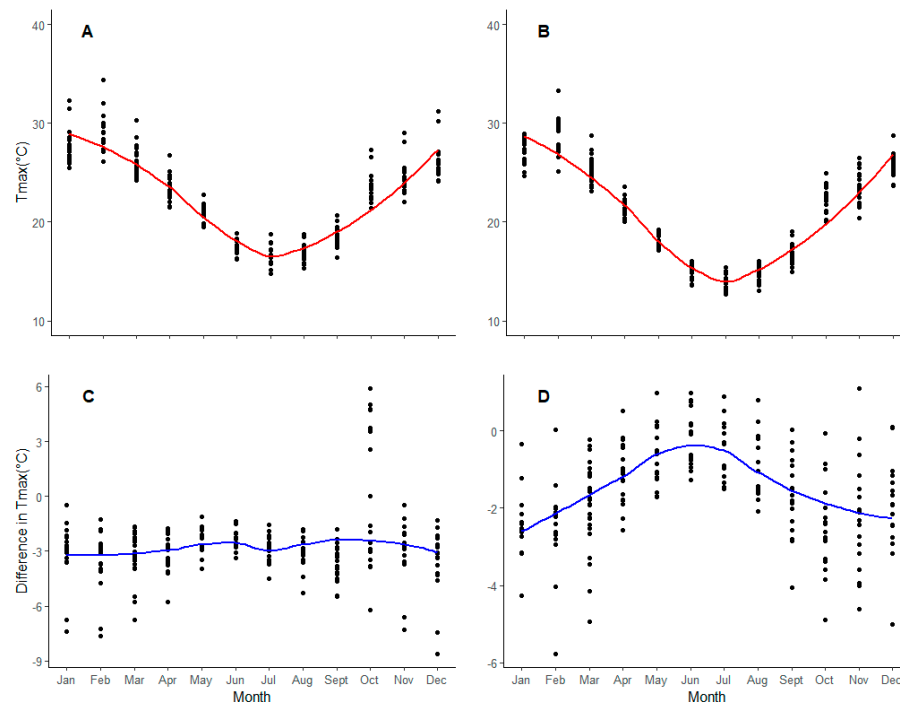 A
Tmax(°C)
40
30
20
10
B
40
30
20
10
C
Difference in Tmax(°C)
6
3
0
-3
-6
-9
Jan Feb Mar Apr May Jun Jul Aug Sept Oct Nov Dec
Month
D
0
-2
-4
-6
Jan Feb Mar Apr May Jun Jul Aug Sept Oct Nov Dec
Month